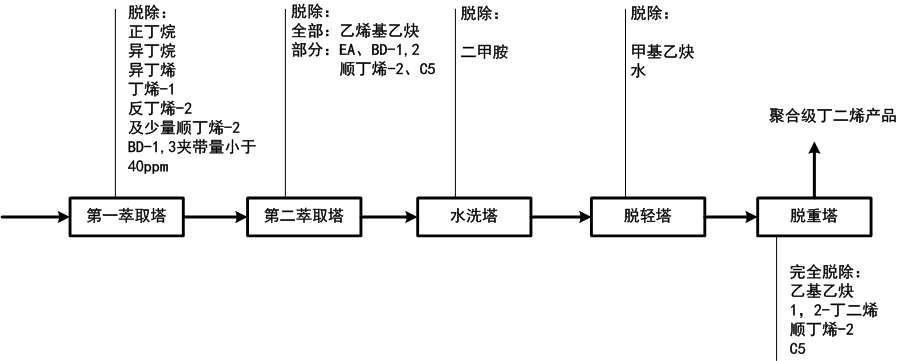 脱除：
正丁烷
异丁烷
异丁烯
丁烯-1
反丁烯-2
及少量顺丁烯-2
BD-1,3夹带量小于
40ppm
脱除：
全部：乙烯基乙炔
部分：EA、BD-1,2
顺丁烯-2、C5
脱除：
二甲胺
脱除：
甲基乙炔
水
聚合级丁二烯产品
第一萃取塔
第二萃取塔
水洗塔
脱轻塔
脱重塔
完全脱除：
乙基乙炔
1，2-丁二烯
顺丁烯-2
C5